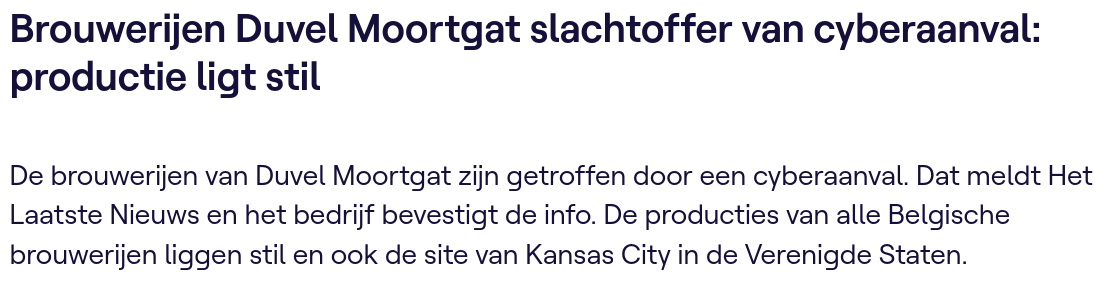 Brouwerijen Duvel Moortgat slachtoffer van cyberaanval:
productie ligt stil
De brouwerijen van Duvel Moortgat zijn getroffen door een cyberaanval. Dat meldt Het
Laatste Nieuws en het bedrijf bevestigt de info. De producties van alle Belgische
brouwerijen liggen stil en ook de site van Kansas City in de Verenigde Staten.